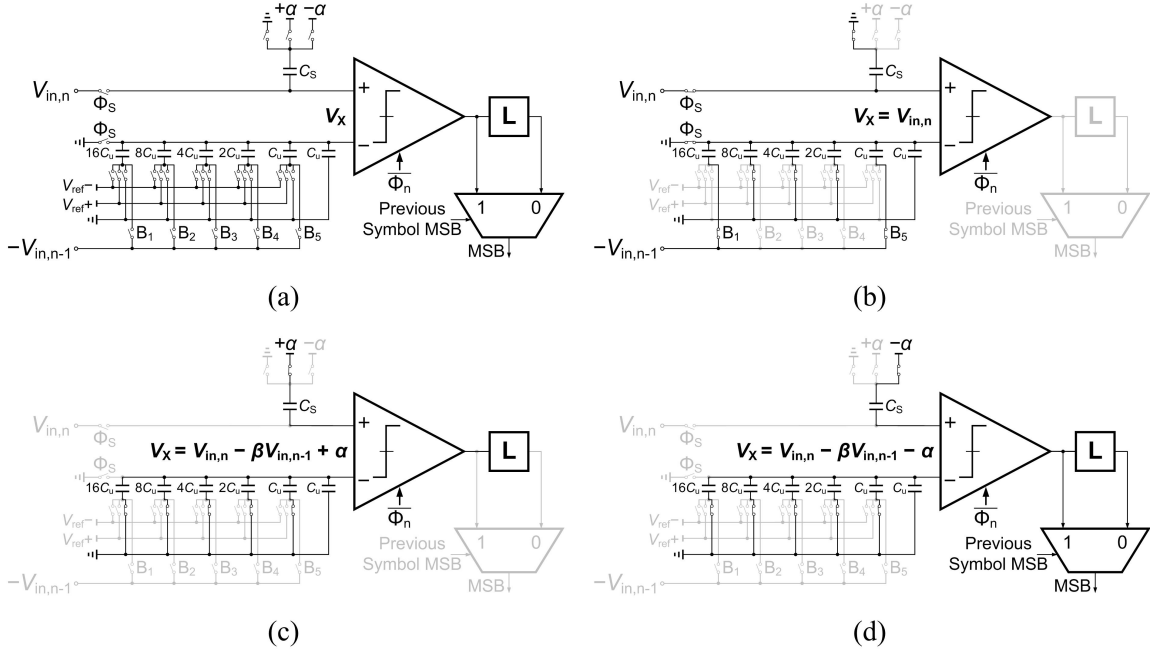 +α −α
C_S
V_in,n
Φ_S
Φ_S
V_X
16C_u 8C_u 4C_u 2C_u C_u C_u
V_ref−
V_ref+
B_1 B_2 B_3 B_4 B_5
−V_in,n-1
+
−
Φ̅_n
L
Previous
Symbol MSB
1 0
MSB
(a)
+α −α
C_S
V_in,n
Φ_S
Φ_S
V_X = V_in,n
16C_u 8C_u 4C_u 2C_u C_u C_u
V_ref−
V_ref+
B_1 B_2 B_3 B_4 B_5
−V_in,n-1
+
−
Φ̅_n
L
Previous
Symbol MSB
1 0
MSB
(b)
+α −α
C_S
V_in,n
Φ_S
Φ_S
V_X = V_in,n − βV_in,n-1 + α
16C_u 8C_u 4C_u 2C_u C_u C_u
V_ref−
V_ref+
B_1 B_2 B_3 B_4 B_5
−V_in,n-1
+
−
Φ̅_n
L
Previous
Symbol MSB
1 0
MSB
(c)
+α −α
C_S
V_in,n
Φ_S
Φ_S
V_X = V_in,n − βV_in,n-1 − α
16C_u 8C_u 4C_u 2C_u C_u C_u
V_ref−
V_ref+
B_1 B_2 B_3 B_4 B_5
−V_in,n-1
+
−
Φ̅_n
L
Previous
Symbol MSB
1 0
MSB
(d)